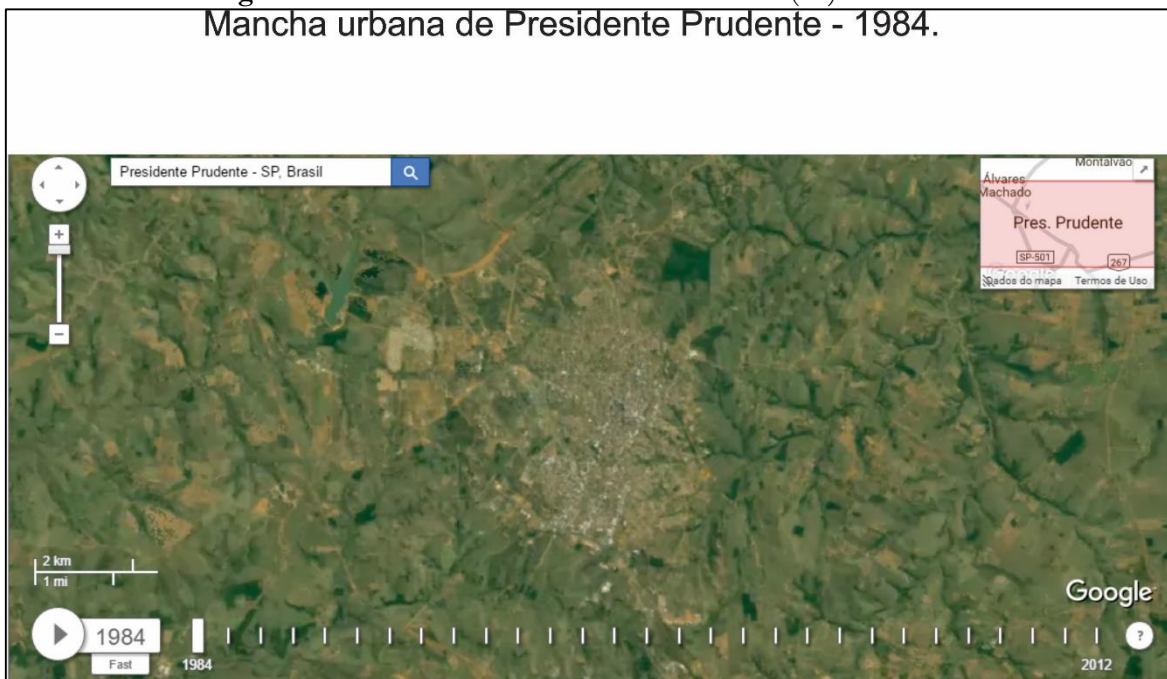 Mancha urbana de Presidente Prudente - 1984.
Presidente Prudente - SP, Brasil
Montalvão
Álvares
Machado
Pres. Prudente
SP-501
267
Google
Dados do mapa Termos de Uso
+
−
2 km
1 mi
Google
1984
Fast
1984
2012
?